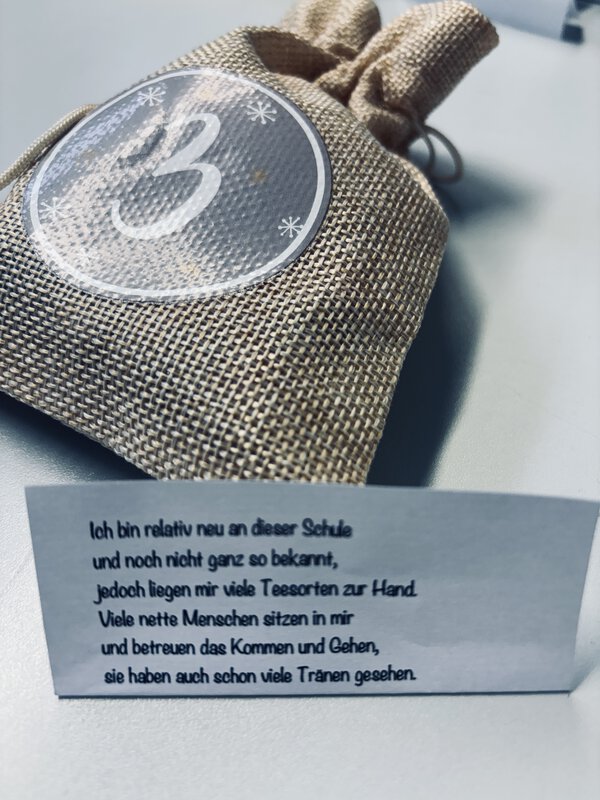 3
Ich bin relativ neu an dieser Schule
und noch nicht ganz so bekannt,
jedoch liegen mir viele Teesorten zur Hand.
Viele nette Menschen sitzen in mir
und betreuen das Kommen und Gehen,
sie haben auch schon viele Tränen gesehen.